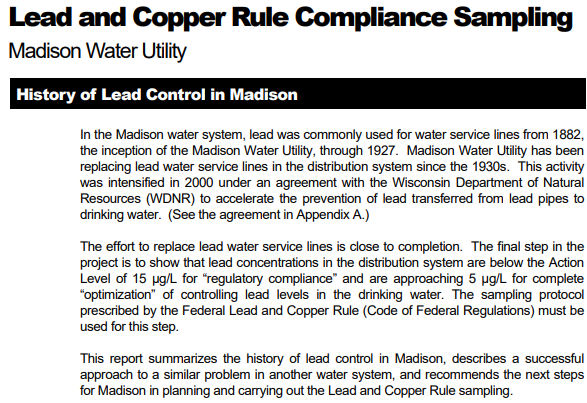 Lead and Copper Rule Compliance Sampling
Madison Water Utility
History of Lead Control in Madison
In the Madison water system, lead was commonly used for water service lines from 1882,
the inception of the Madison Water Utility, through 1927.  Madison Water Utility has been
replacing lead water service lines in the distribution system since the 1930s.  This activity
was intensified in 2000 under an agreement with the Wisconsin Department of Natural
Resources (WDNR) to accelerate the prevention of lead transferred from lead pipes to
drinking water.  (See the agreement in Appendix A.)
The effort to replace lead water service lines is close to completion.  The final step in the
project is to show that lead concentrations in the distribution system are below the Action
Level of 15 µg/L for “regulatory compliance” and are approaching 5 µg/L for complete
“optimization” of controlling lead levels in the drinking water. The sampling protocol
prescribed by the Federal Lead and Copper Rule (Code of Federal Regulations) must be
used for this step.
This report summarizes the history of lead control in Madison, describes a successful
approach to a similar problem in another water system, and recommends the next steps
for Madison in planning and carrying out the Lead and Copper Rule sampling.